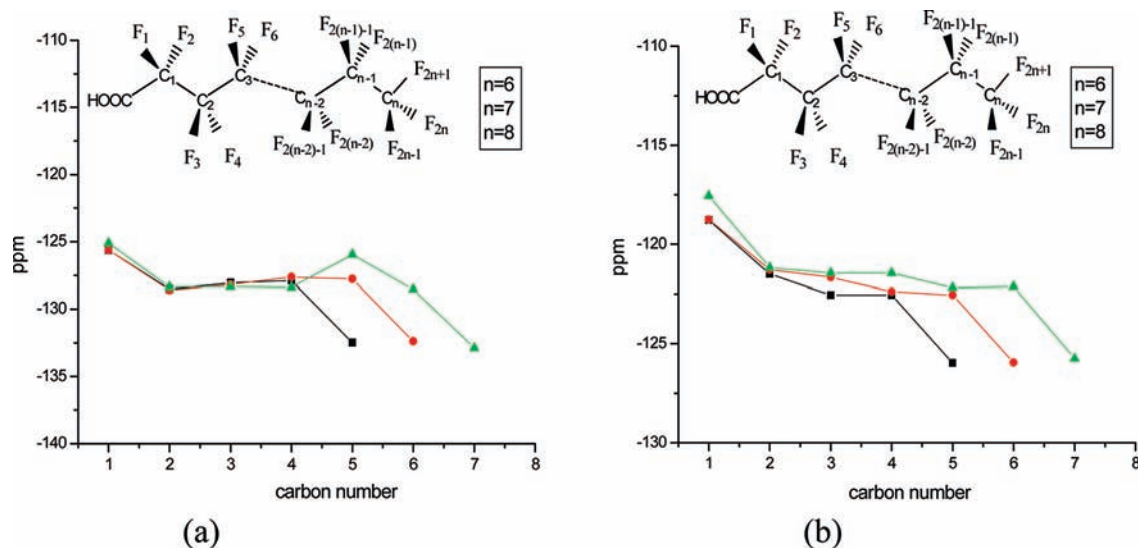 -110
-115
-120
-125
-130
-135
-140
ppm
1 2 3 4 5 6 7 8
carbon number
F1 F2 F5 F6 F2(n-1)-1 F2(n-1)
HOOC C1 C2 C3 Cn-2 Cn-1 Cn F2n+1
F3 F4 F2(n-2)-1 F2(n-2) F2n-1 F2n
n=6
n=7
n=8
(a)
-110
-115
-120
-125
-130
ppm
1 2 3 4 5 6 7 8
carbon number
F1 F2 F5 F6 F2(n-1)-1 F2(n-1)
HOOC C1 C2 C3 Cn-2 Cn-1 Cn F2n+1
F3 F4 F2(n-2)-1 F2(n-2) F2n-1 F2n
n=6
n=7
n=8
(b)